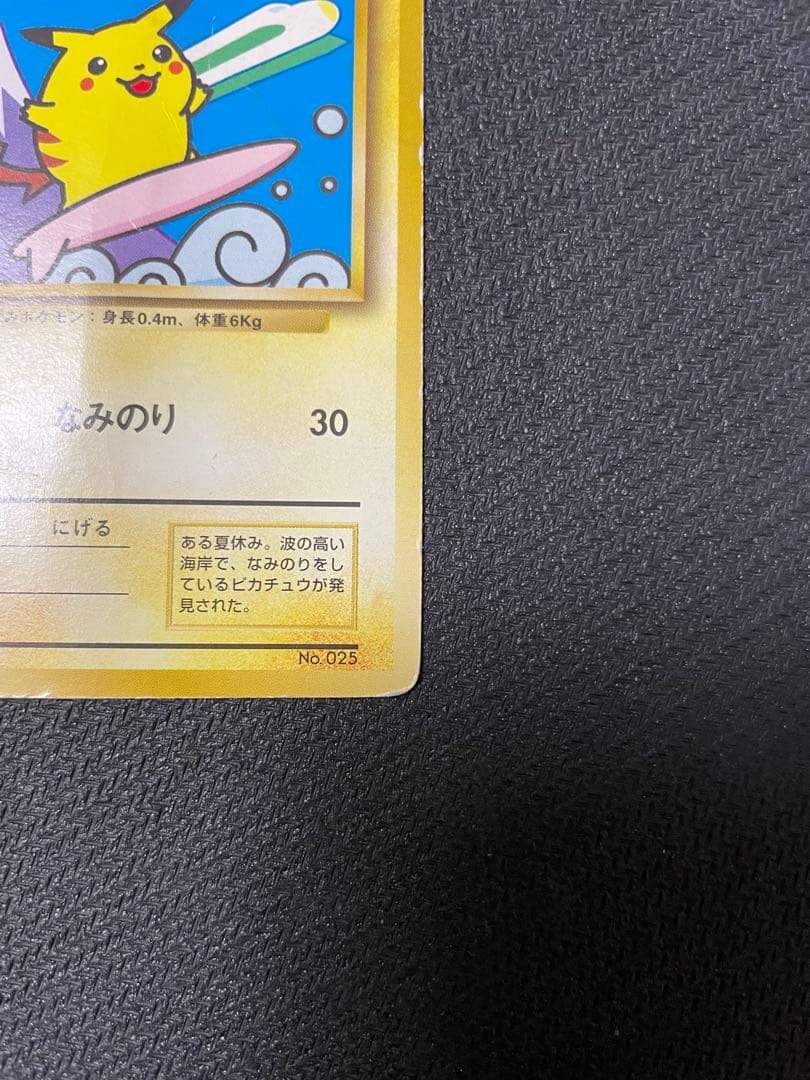 みポケモン：身長0.4m、体重6Kg
なみのり 30
にげる
ある夏休み。波の高い
海岸で、なみのりをし
ているピカチュウが発
見された。
No.025